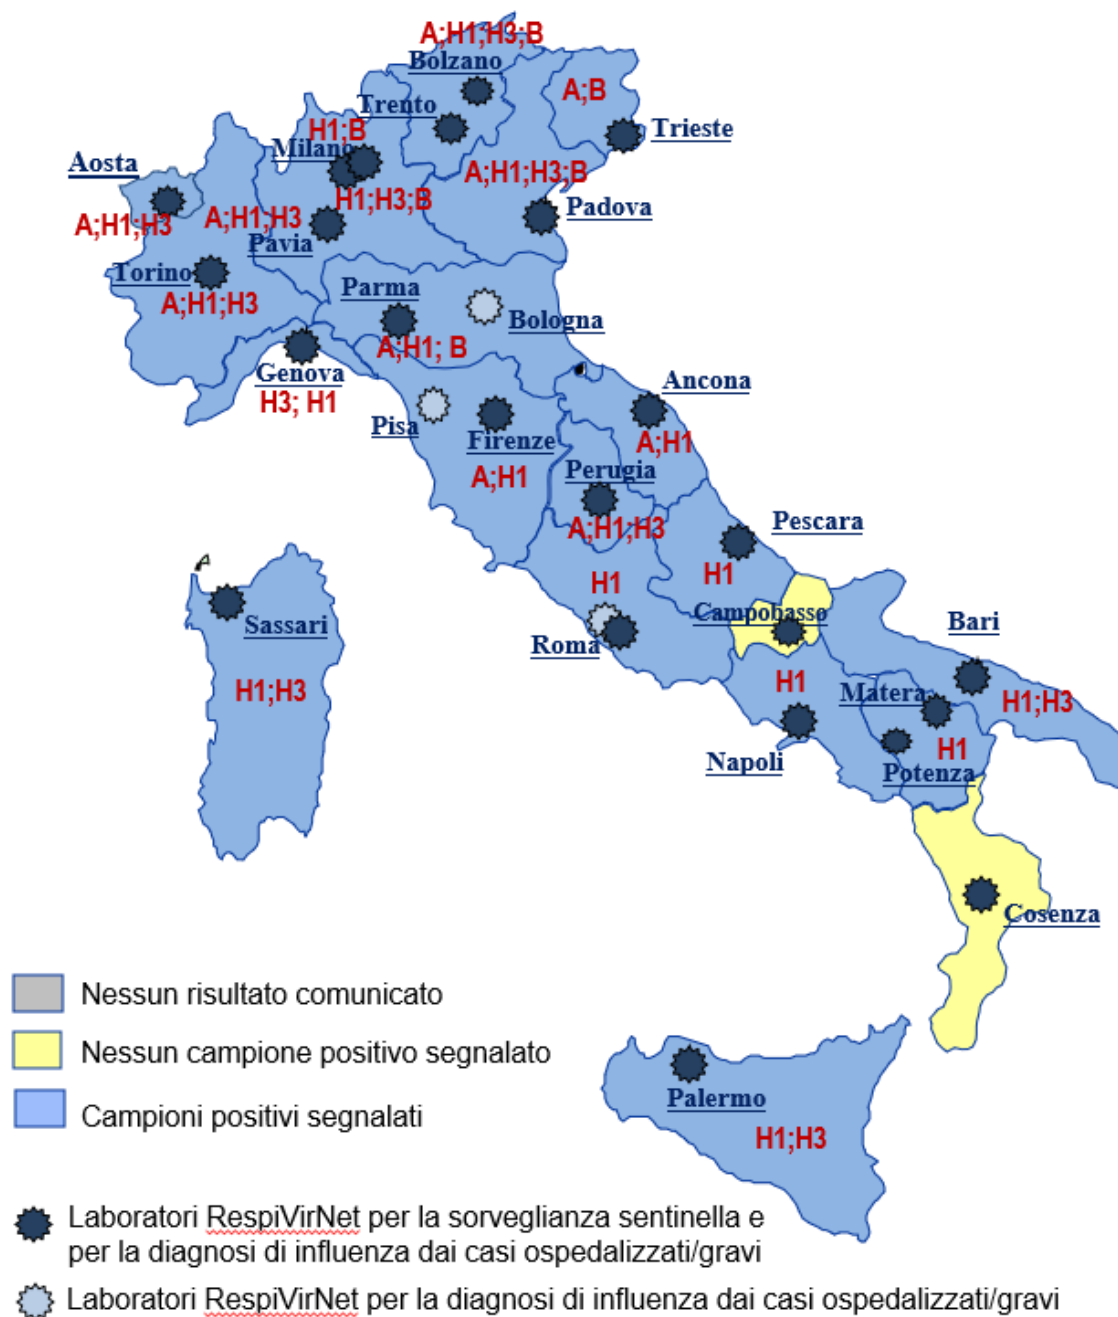 A;H1;H3;B
Bolzano
A;B
Trento
Trieste
H1;B
Milano
Aosta
A;H1;H3;B
H1;H3;B
Padova
A;H1;H3
A;H1;H3
Pavia
Torino
A;H1;H3
Parma
Bologna
A;H1; B
Genova
H3; H1
Ancona
Pisa
Firenze
A;H1
Perugia
A;H1
A;H1;H3
Pescara
H1
H1
Campobasso
Sassari
Roma
Bari
H1;H3
H1
Matera
H1;H3
H1
Napoli
Potenza
Cosenza
Nessun risultato comunicato
Nessun campione positivo segnalato
Campioni positivi segnalati
Palermo
H1;H3
Laboratori RespiVirNet per la sorveglianza sentinella e
per la diagnosi di influenza dai casi ospedalizzati/gravi
Laboratori RespiVirNet per la diagnosi di influenza dai casi ospedalizzati/gravi